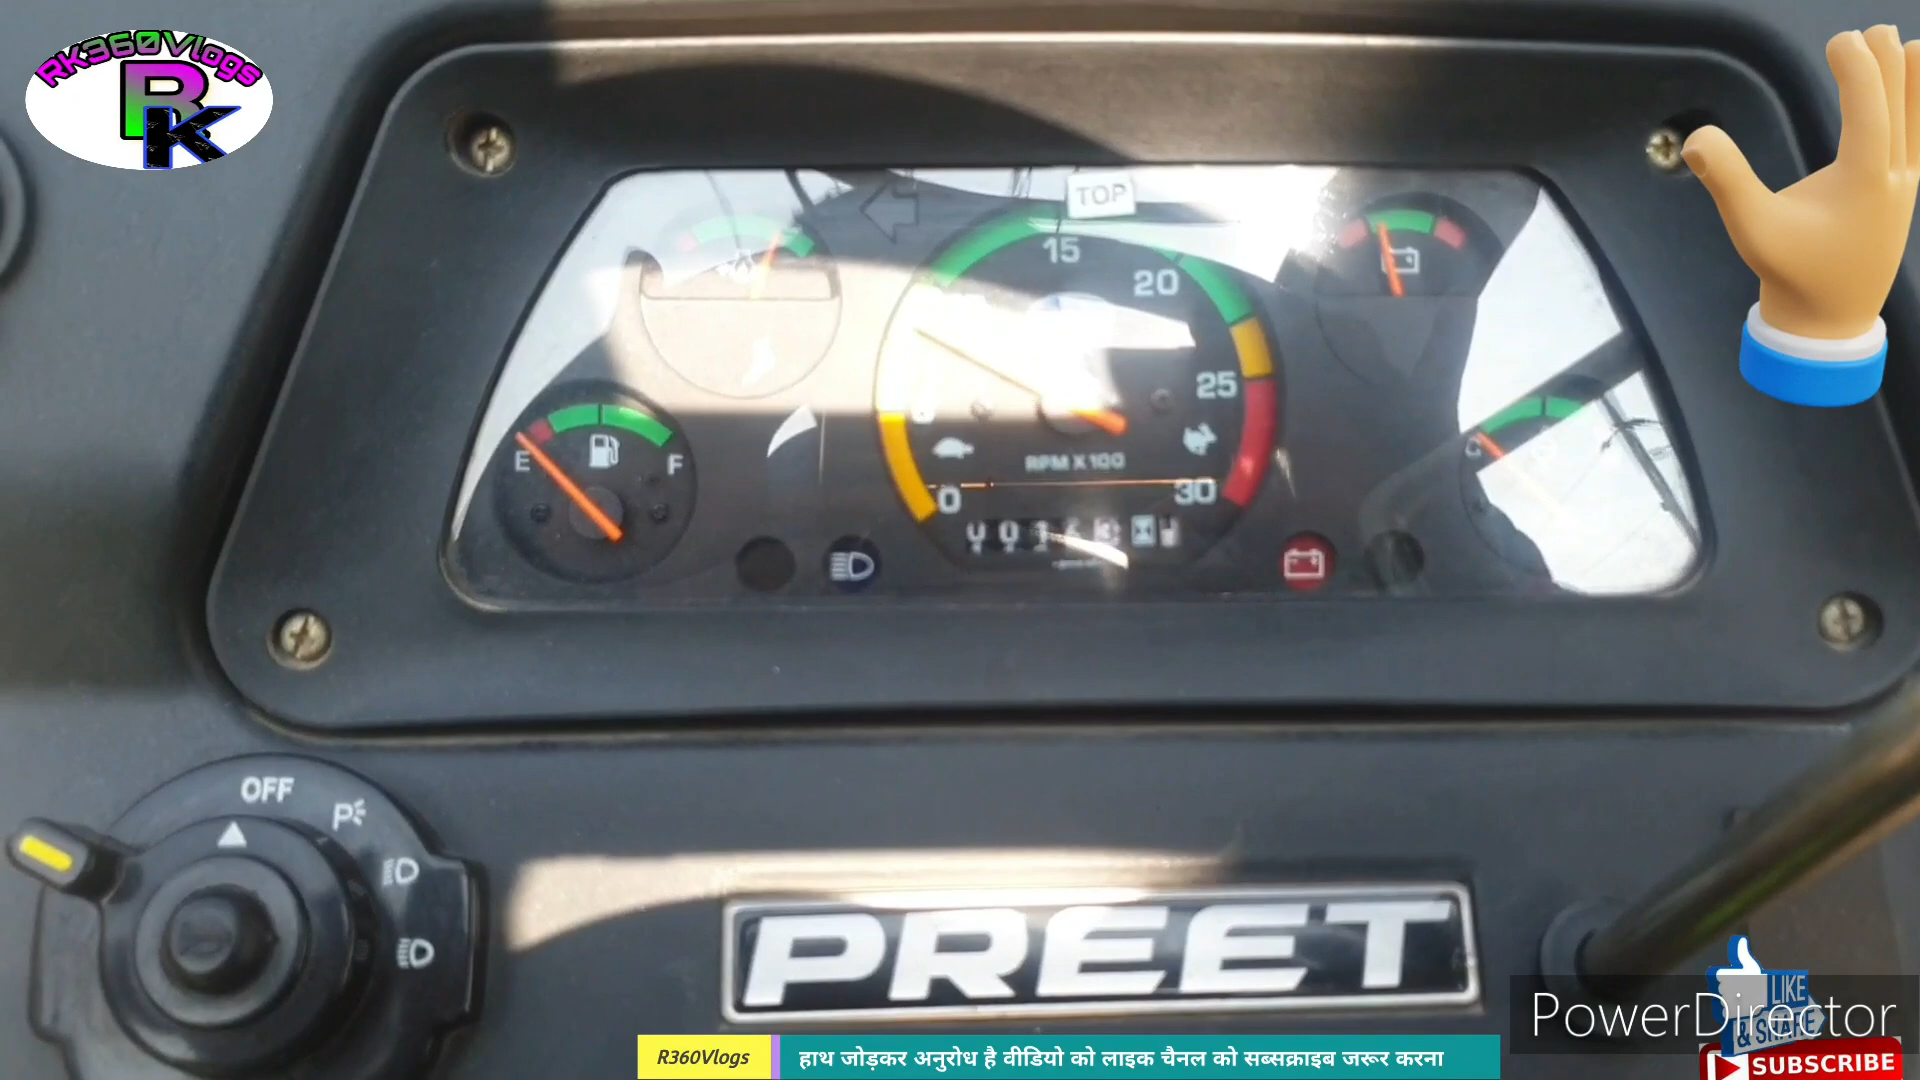 RK360Vlogs
RK
TOP
15
20
25
30
0
E
F
C
RPM X 100
OFF
P
PREET
PowerDirector
LIKE
& SHARE
SUBSCRIBE
R360Vlogs
हाथ जोड़कर अनुरोध है वीडियो को लाइक चैनल को सब्सक्राइब जरूर करना